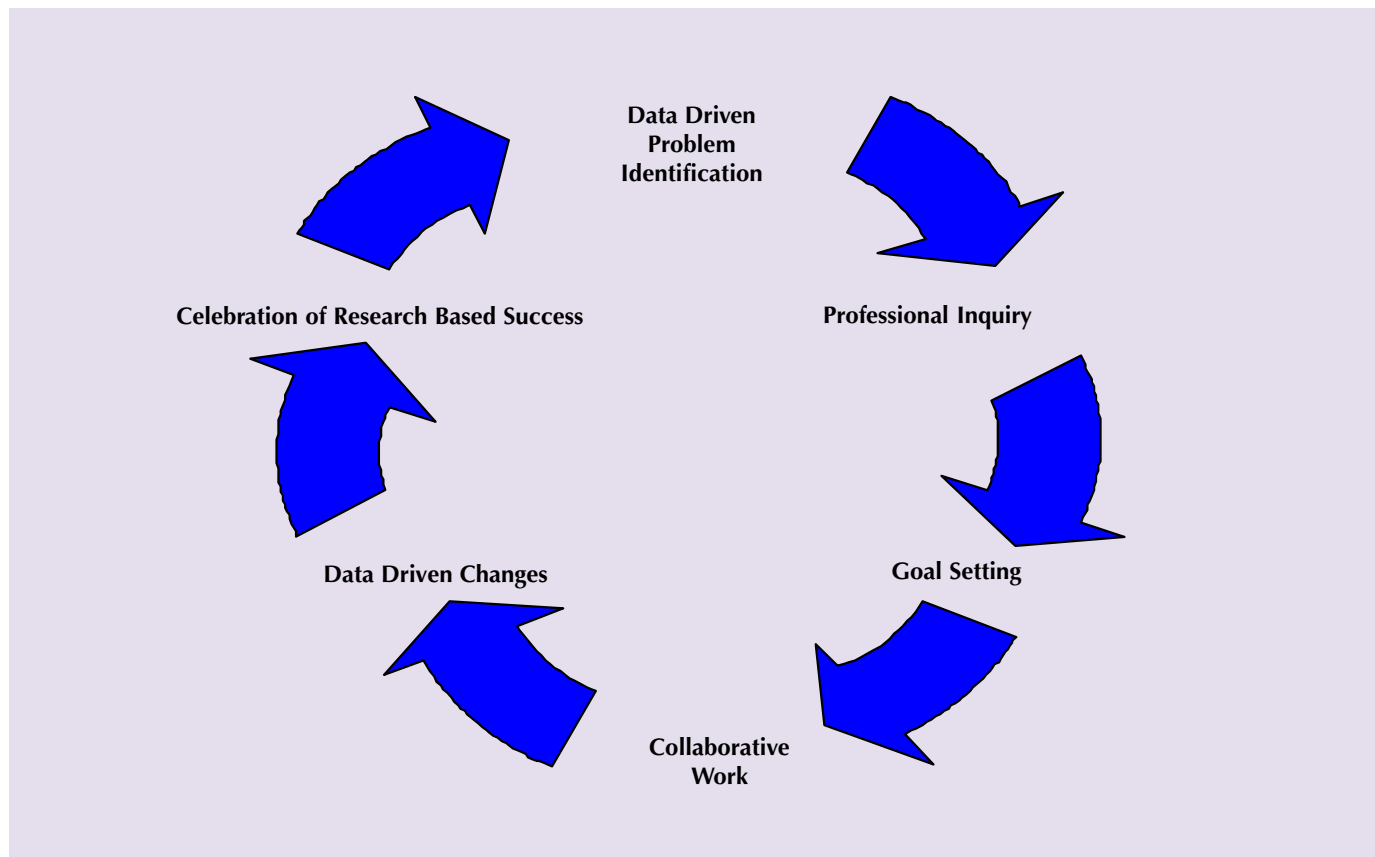 Data Driven
Problem
Identification
Celebration of Research Based Success
Professional Inquiry
Data Driven Changes
Goal Setting
Collaborative
Work